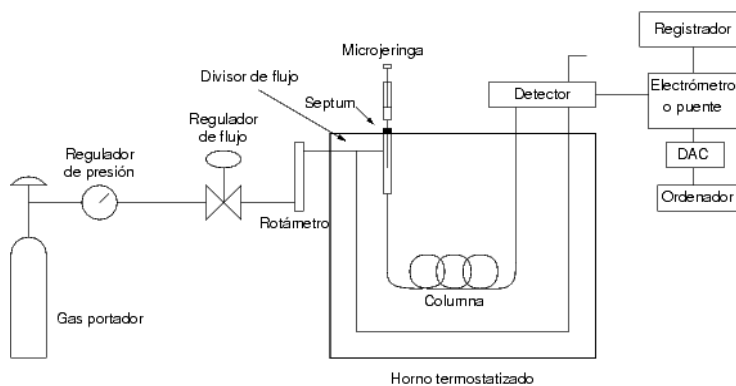 Microjeringa
Registrador
Divisor de flujo
Detector
Electrómetro
o puente
Septum
Regulador
de flujo
Regulador
de presión
DAC
Rotámetro
Ordenador
Columna
Gas portador
Horno termostatizado